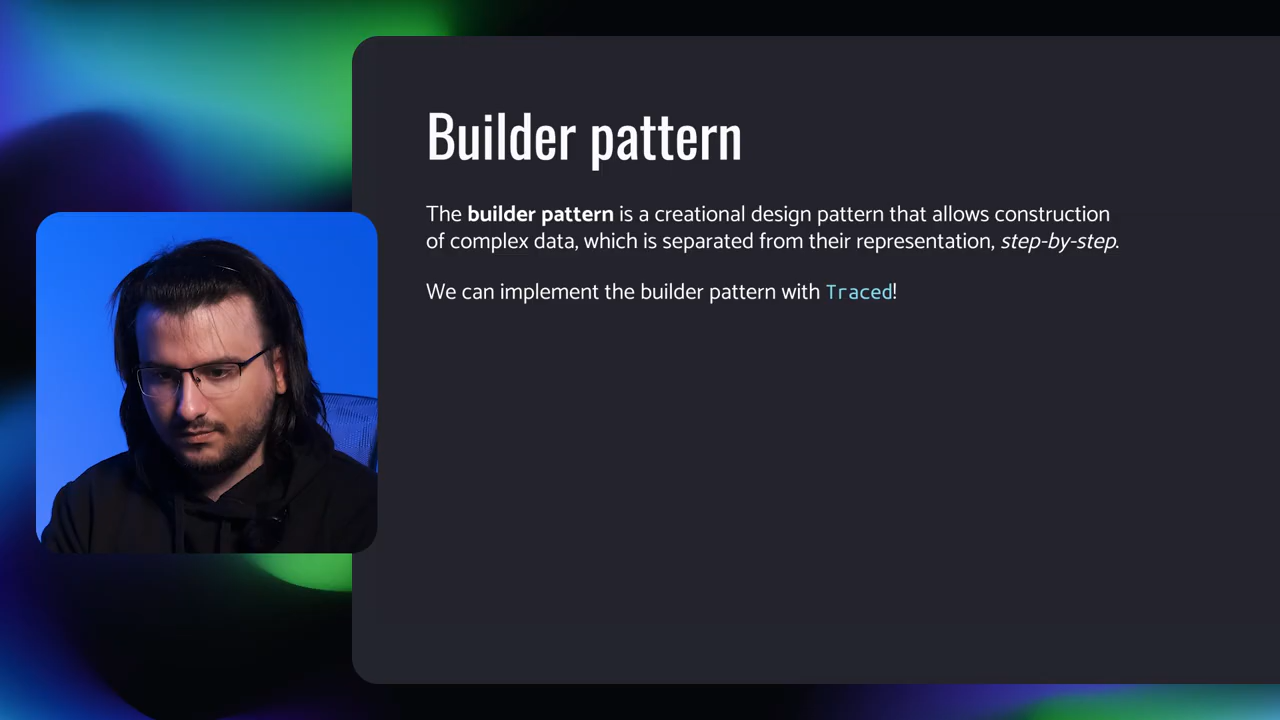 Builder pattern
The builder pattern is a creational design pattern that allows construction
of complex data, which is separated from their representation, step-by-step.
We can implement the builder pattern with Traced!